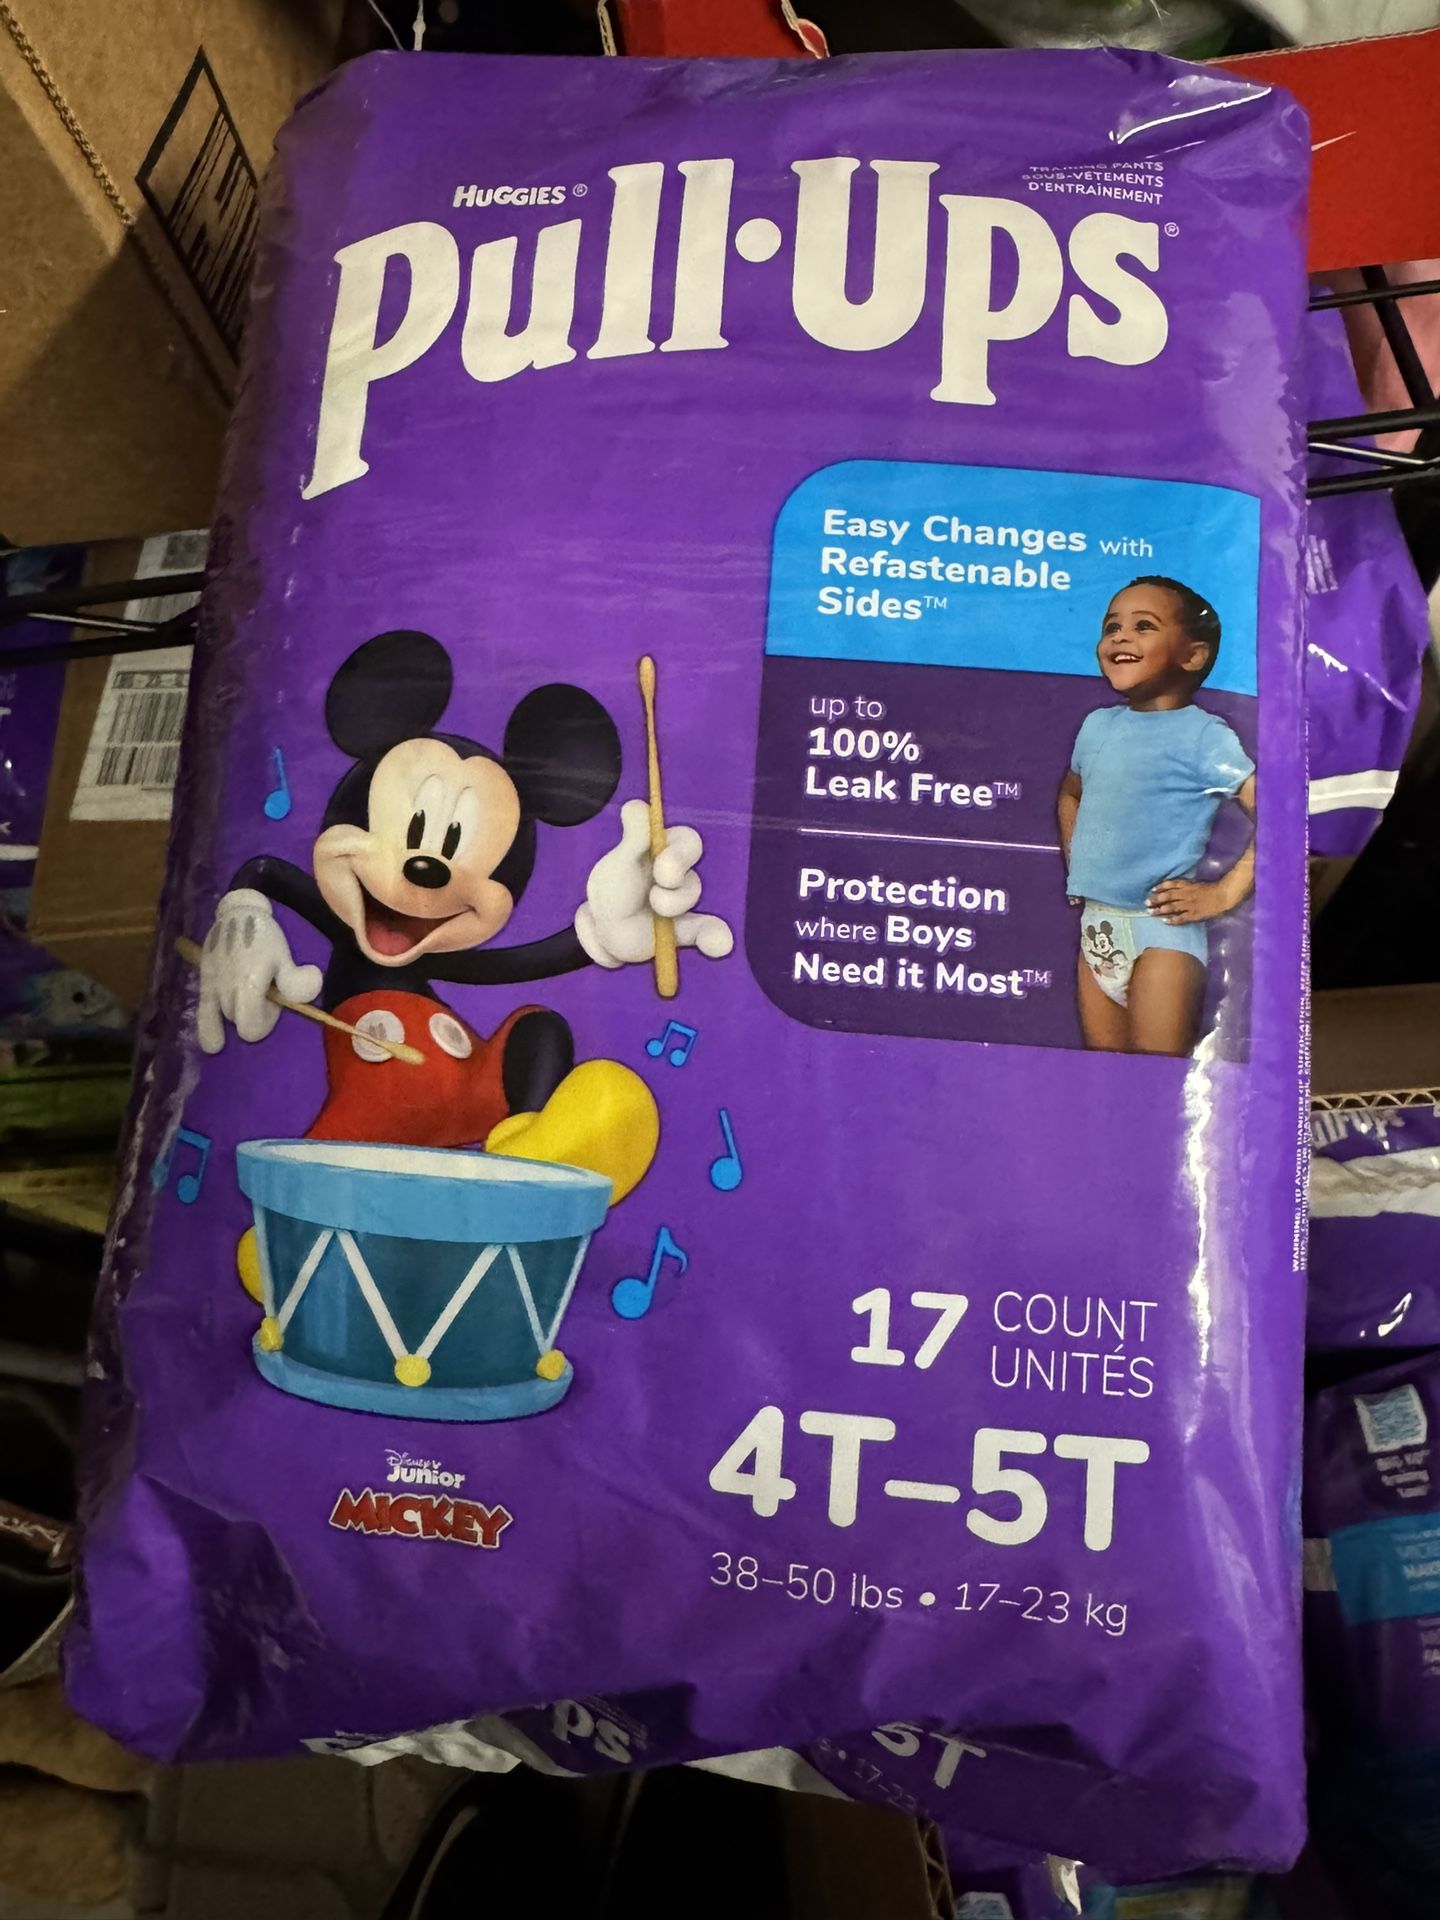 HUGGIES®
TRAINING PANTS
SOUS-VÊTEMENTS
D'ENTRAÎNEMENT
Pull·Ups®
Easy Changes with
Refastenable
Sides™
up to
100%
Leak Free™
Protection
where Boys
Need it Most™
17 COUNT
UNITÉS
4T–5T
38–50 lbs • 17–23 kg
Disney
Junior
MICKEY
Ps
5T